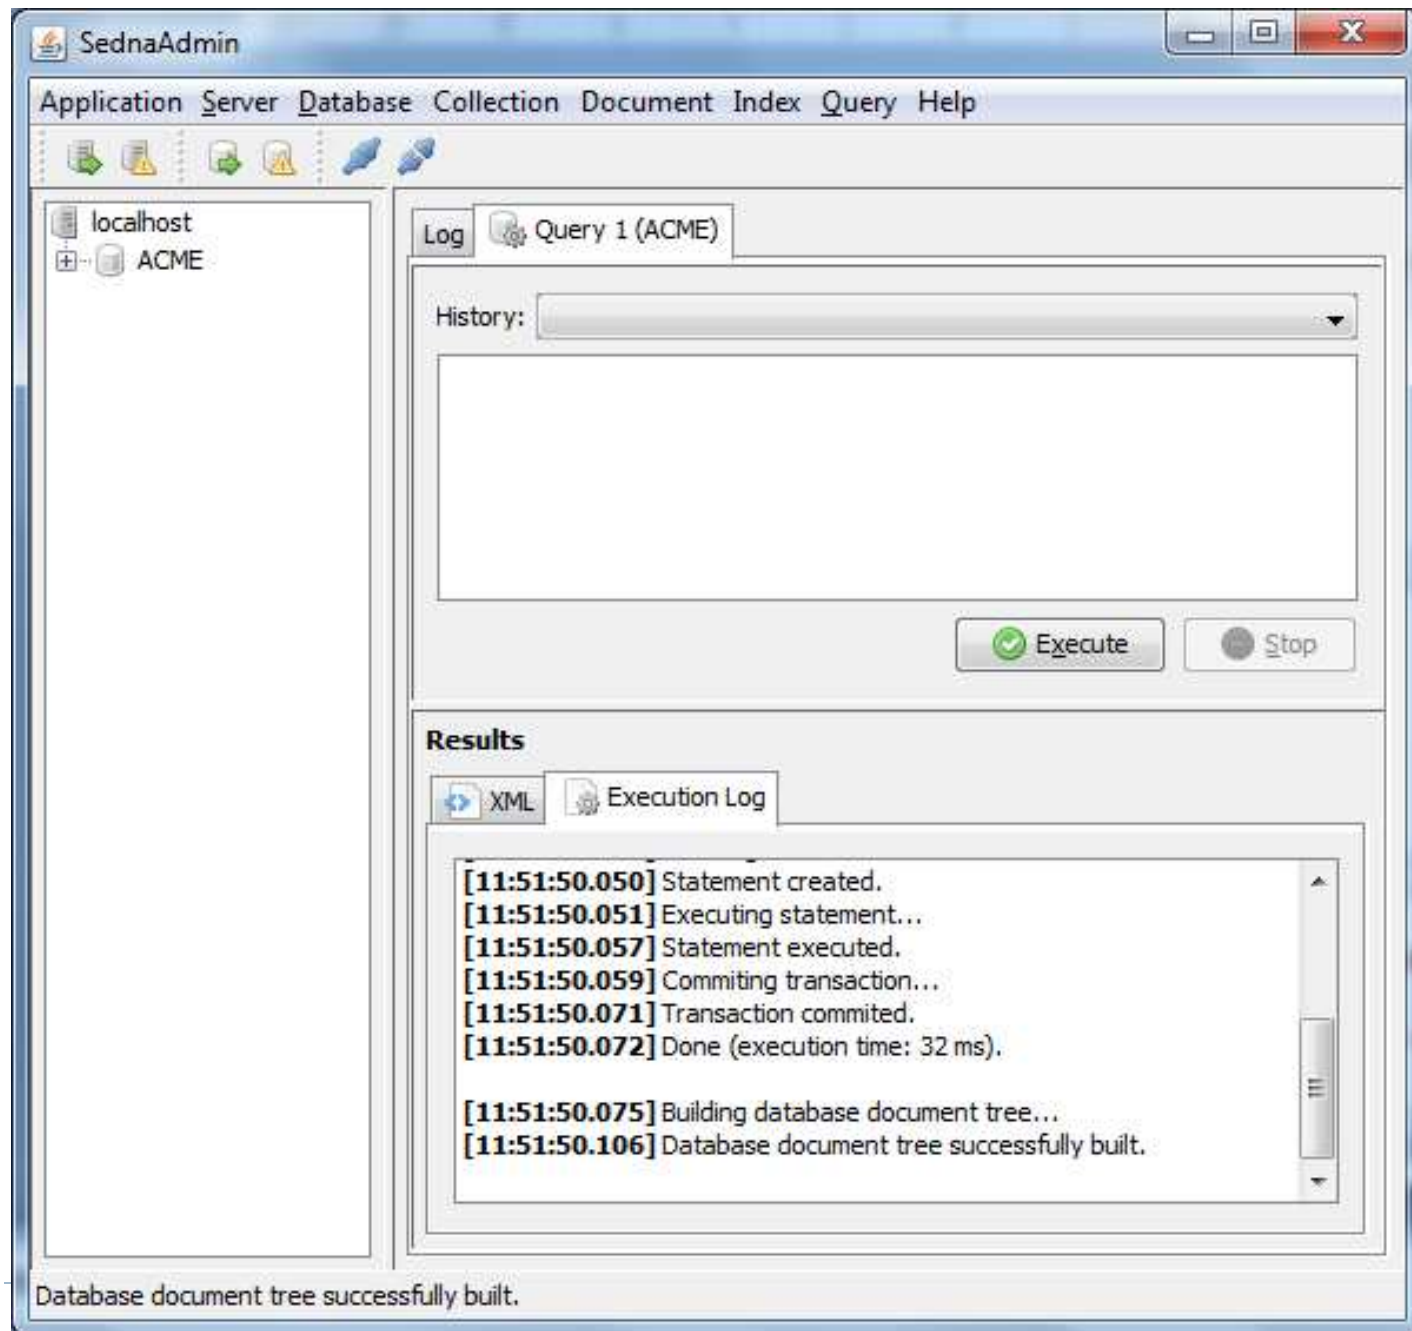 SednaAdmin
Application Server Database Collection Document Index Query Help
localhost
ACME
Log
Query 1 (ACME)
History:
Execute
Stop
Results
XML
Execution Log
[11:51:50.050] Statement created.
[11:51:50.051] Executing statement...
[11:51:50.057] Statement executed.
[11:51:50.059] Commiting transaction...
[11:51:50.071] Transaction commited.
[11:51:50.072] Done (execution time: 32 ms).
[11:51:50.075] Building database document tree...
[11:51:50.106] Database document tree successfully built.
Database document tree successfully built.